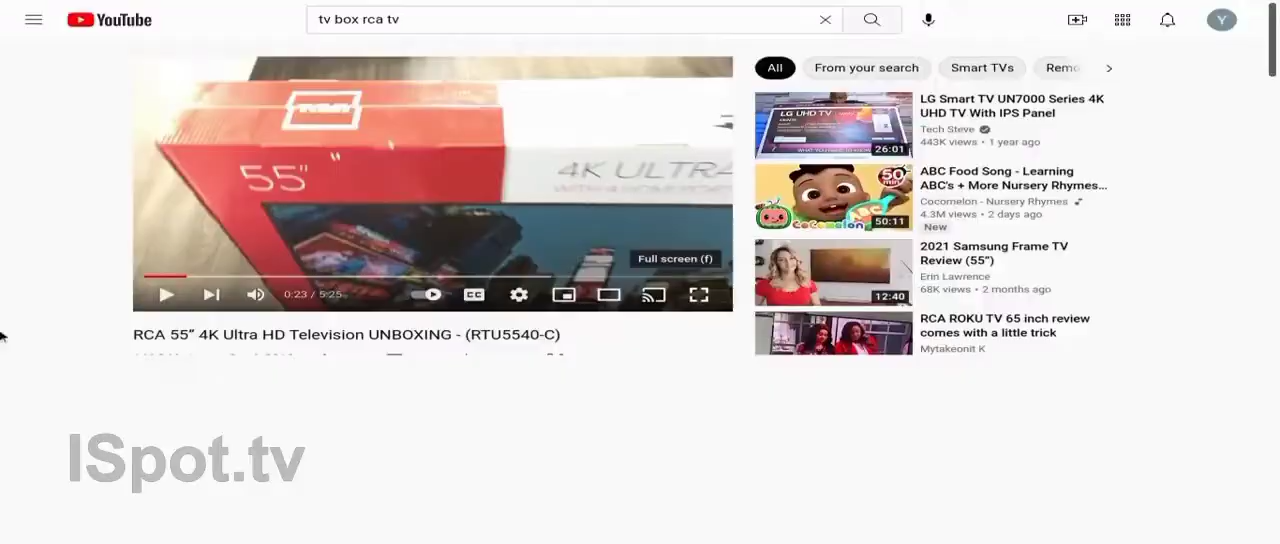 YouTube
tv box rca tv
Y
RCA
55"
4K ULTRA
Full screen (f)
CC
0:23 / 5:25
RCA 55” 4K Ultra HD Television UNBOXING - (RTU5540-C)
All
From your search
Smart TVs
Remo
LG UHD TV
26:01
LG Smart TV UN7000 Series 4K
UHD TV With IPS Panel
Tech Steve
443K views • 1 year ago
50
min
ABC
CoComelon
50:11
ABC Food Song - Learning
ABC's + More Nursery Rhymes...
Cocomelon - Nursery Rhymes
4.3M views • 2 days ago
New
12:40
2021 Samsung Frame TV
Review (55”)
Erin Lawrence
68K views • 2 months ago
RCA ROKU TV 65 inch review
comes with a little trick
Mytakeonit K
ISpot.tv